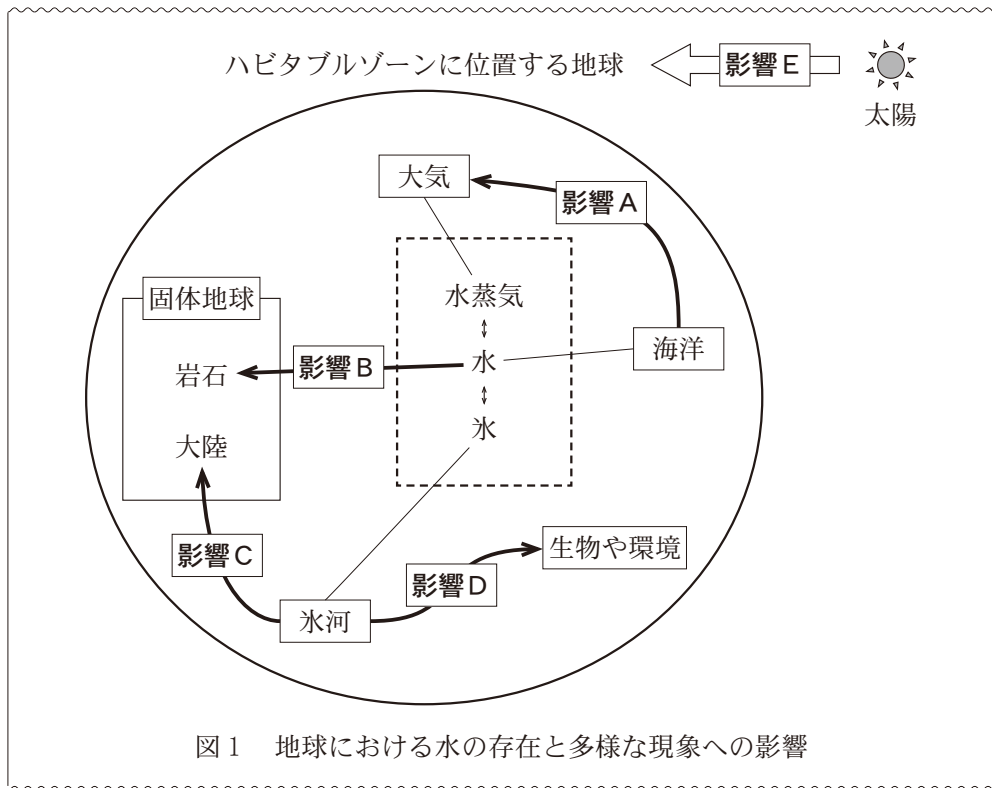 ハビタブルゾーンに位置する地球
影響E
太陽
大気
影響A
水蒸気
固体地球
海洋
影響B
水
岩石
氷
大陸
影響C
生物や環境
影響D
氷河
図1 地球における水の存在と多様な現象への影響